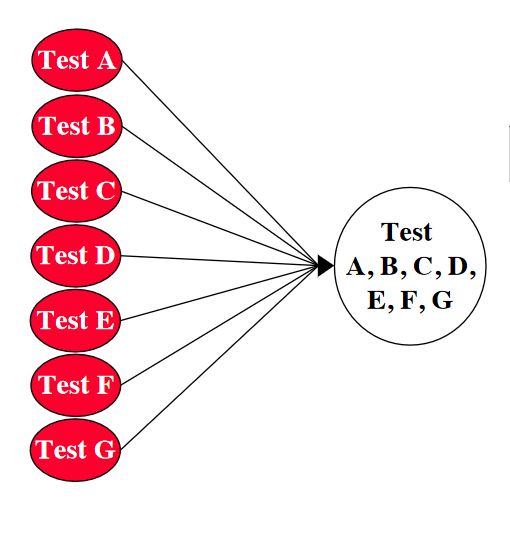 Test A
Test B
Test C
Test D
Test E
Test F
Test G
Test
A, B, C, D,
E, F, G